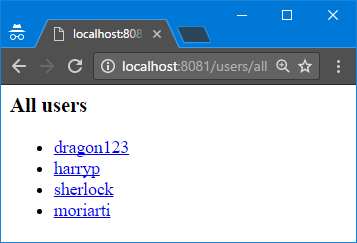 localhost:808
localhost:8081/users/all
All users
dragon123
harryp
sherlock
moriarti